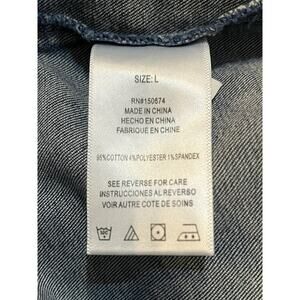 SIZE: L
RN#150674
MADE IN CHINA
HECHO EN CHINA
FABRIQUE EN CHINE
95%COTTON 4%POLYESTER 1%SPANDEX
SEE REVERSE FOR CARE
INSTRUCCIONES AL REVERSO
VOIR AUTRE COTE DE SOINS